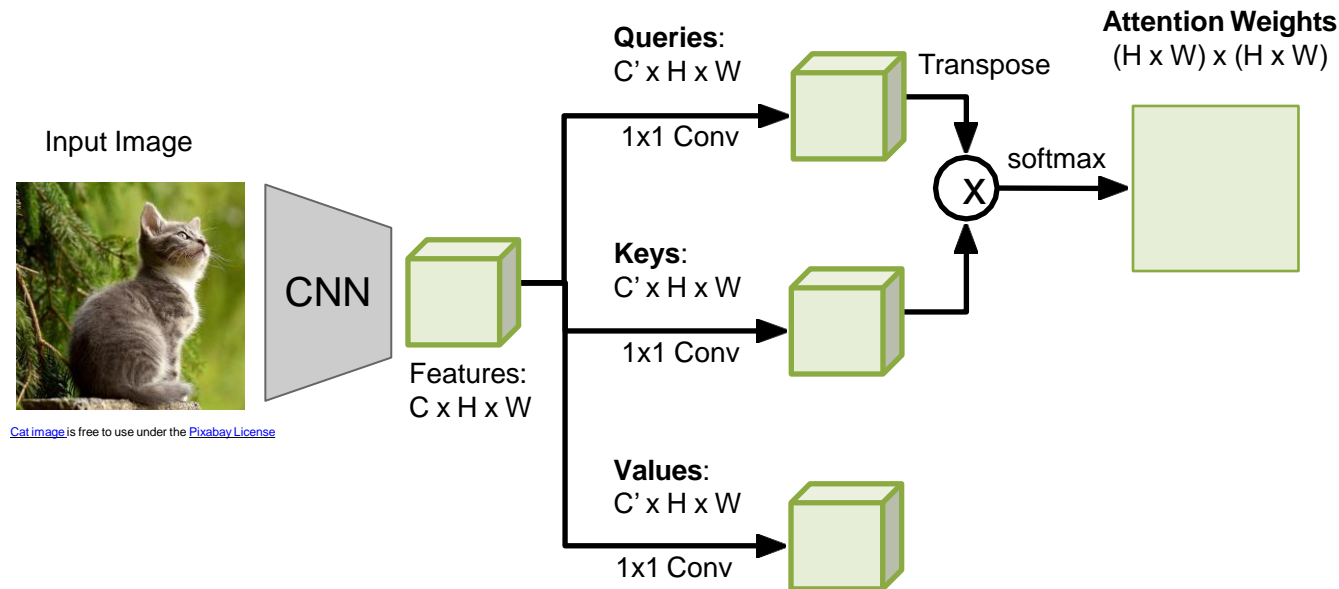 Input Image
Cat image is free to use under the Pixabay License
CNN
Features:
C x H x W
Queries:
C’ x H x W
1x1 Conv
Keys:
C’ x H x W
1x1 Conv
Values:
C’ x H x W
1x1 Conv
Transpose
X
softmax
Attention Weights
(H x W) x (H x W)